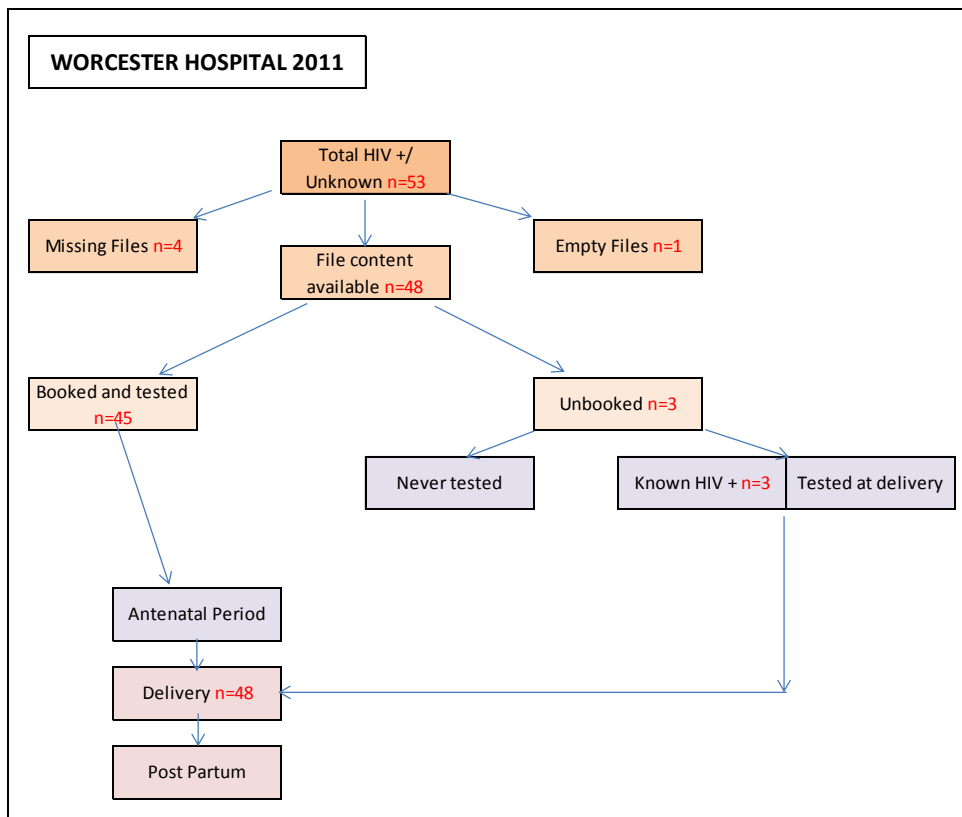 WORCESTER HOSPITAL 2011
Total HIV +/
Unknown n=53
Missing Files n=4
File content
available n=48
Empty Files n=1
Booked and tested
n=45
Unbooked n=3
Never tested
Known HIV + n=3
Tested at delivery
Antenatal Period
Delivery n=48
Post Partum